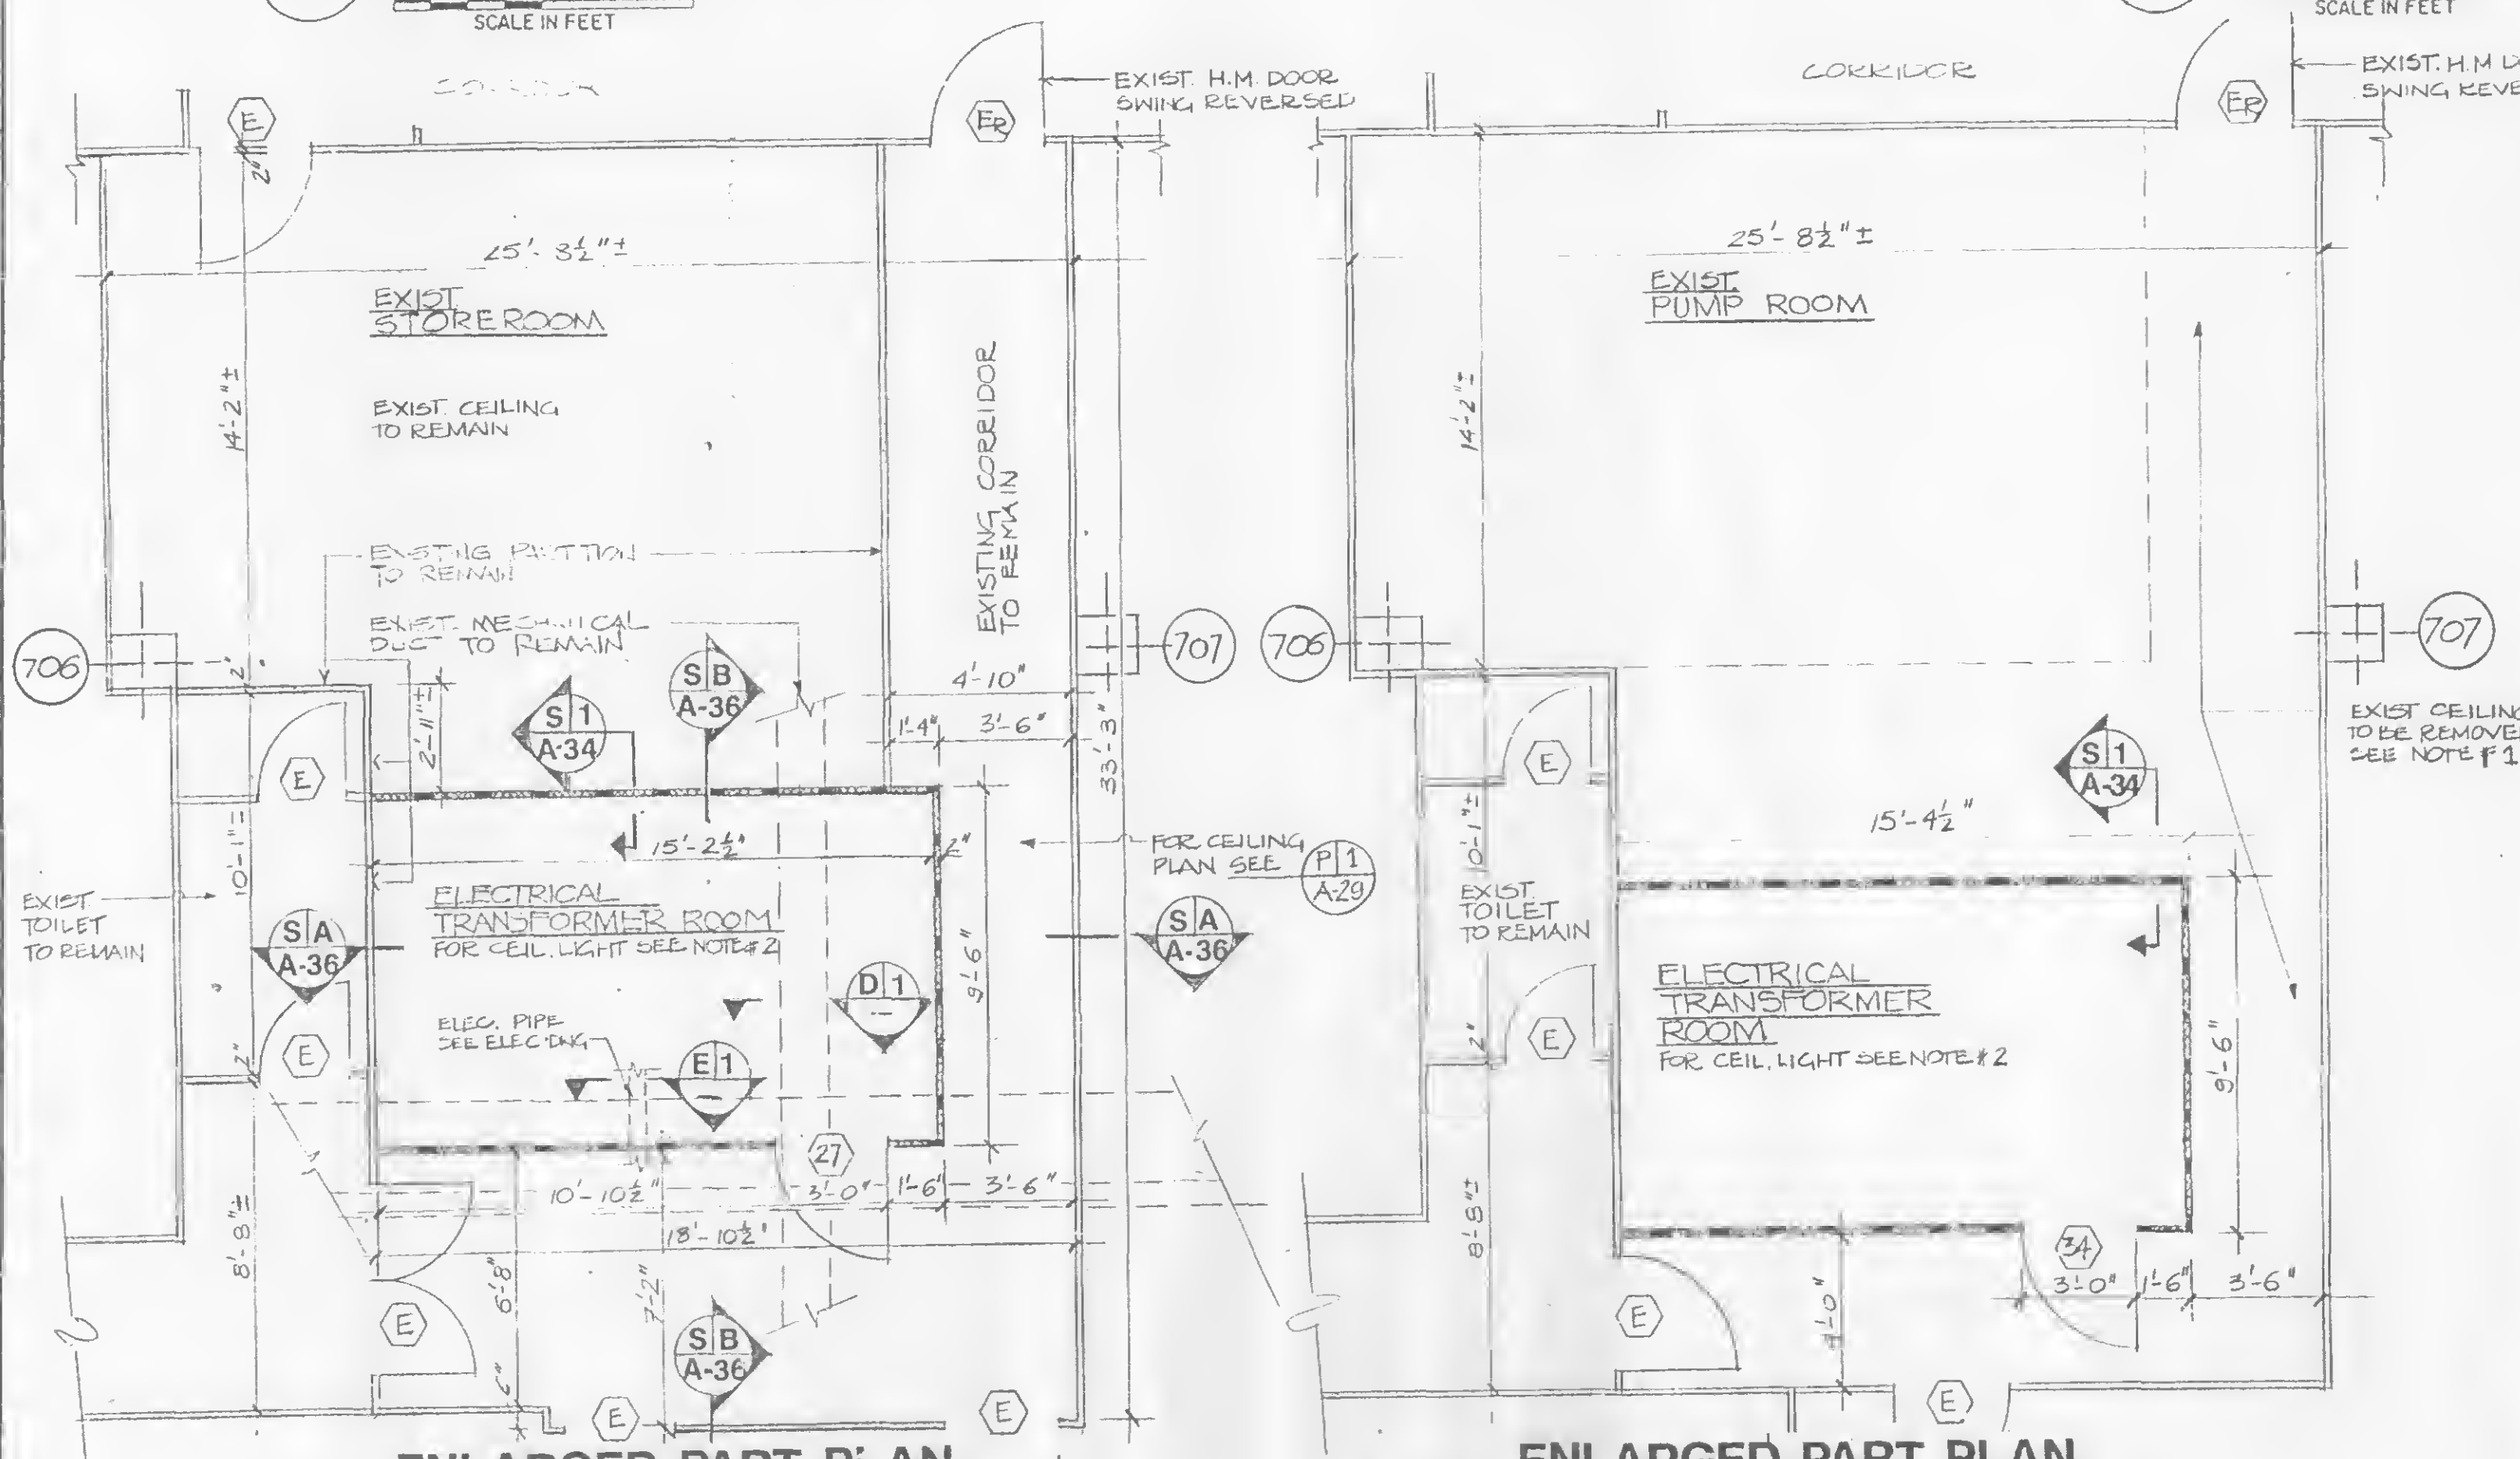 SCALE IN FEET
EXIST. H.M. DOOR
SWING REVERSED
E
ER
2"
25'-8½"±
EXIST.
STOREROOM
14'-2"±
EXIST. CEILING
TO REMAIN
EXISTING CORRIDOR
TO REMAIN
EXISTING PARTITION
TO REMAIN
EXIST. MECHANICAL
DUCT TO REMAIN
706
2'
707
S B
A-36
S 1
A-34
4'-10"
1'-4"
3'-6"
2'-11"±
33'-3"
E
15'-2½"
2"
FOR CEILING
PLAN SEE
P 1
A-29
10'-1"±
EXIST
TOILET
TO REMAIN
ELECTRICAL
TRANSFORMER ROOM
FOR CEIL. LIGHT SEE NOTE #2
S A
A-36
S A
A-36
9'-6"
D 1
ELEC. PIPE
SEE ELEC DWG
E 1
E
2"
27
10'-10½"
3'-0"
1'-6"
3'-6"
18'-10½"
8'-8"±
6'-8"
7'-2"
E
S B
A-36
6"
E
E
ENLARGED PART PLAN
SCALE IN FEET
CORRIDOR
EXIST. H.M
SWING
ER
25'-8½"±
EXIST.
PUMP ROOM
14'-2"±
706
707
EXIST CEILING
TO BE
SEE NOTE #1
E
S 1
A-34
15'-4½"
10'-1"±
EXIST.
TOILET
TO REMAIN
ELECTRICAL
TRANSFORMER
ROOM
FOR CEIL. LIGHT SEE NOTE #2
E
2"
9'-6"
8'-8"±
34
3'-0"
1'-6"
3'-6"
4'-0"
E
E
ENLARGED PART PLAN